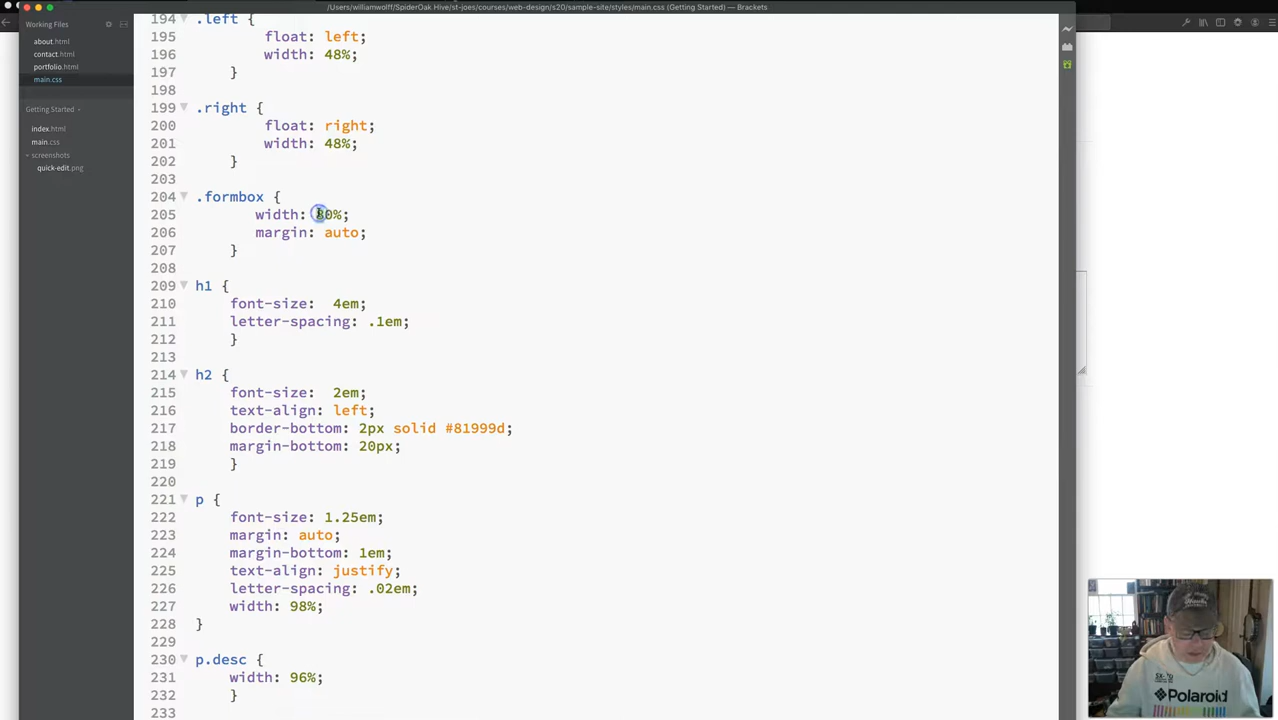 /Users/williamwolff/SpiderOak Hive/st-joes/courses/web-design/s20/sample-site/styles/main.css (Getting Started) — Brackets
Working Files
about.html
contact.html
portfolio.html
main.css
Getting Started
index.html
main.css
screenshots
quick-edit.png
194 .left {
195 float: left;
196 width: 48%;
197 }
198
199 .right {
200 float: right;
201 width: 48%;
202 }
203
204 .formbox {
205 width: 80%;
206 margin: auto;
207 }
208
209 h1 {
210 font-size: 4em;
211 letter-spacing: .1em;
212 }
213
214 h2 {
215 font-size: 2em;
216 text-align: left;
217 border-bottom: 2px solid #81999d;
218 margin-bottom: 20px;
219 }
220
221 p {
222 font-size: 1.25em;
223 margin: auto;
224 margin-bottom: 1em;
225 text-align: justify;
226 letter-spacing: .02em;
227 width: 98%;
228 }
229
230 p.desc {
231 width: 96%;
232 }
233
SX-70
Polaroid